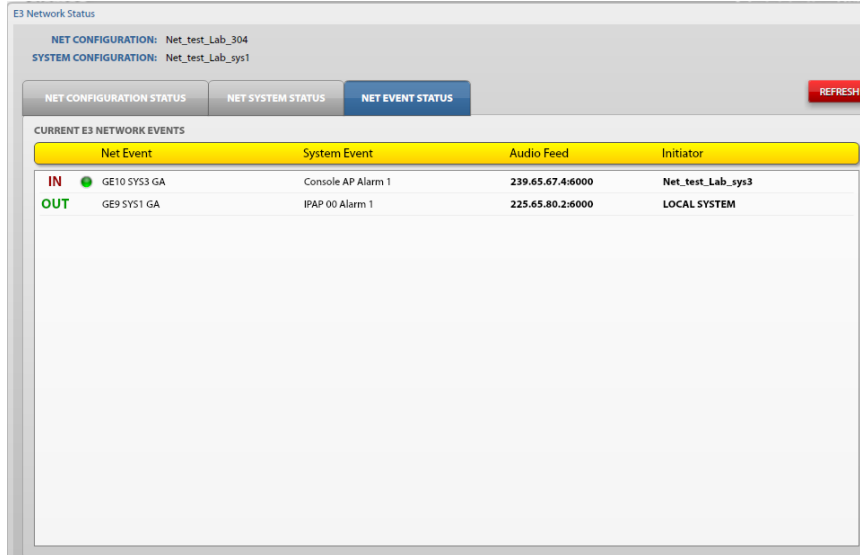 E3 Network Status
NET CONFIGURATION: Net_test_Lab_304
SYSTEM CONFIGURATION: Net_test_Lab_sys1
NET CONFIGURATION STATUS NET SYSTEM STATUS NET EVENT STATUS REFRESH
CURRENT E3 NETWORK EVENTS
Net Event System Event Audio Feed Initiator
IN GE10 SYS3 GA Console AP Alarm 1 239.65.67.4:6000 Net_test_Lab_sys3
OUT GE9 SYS1 GA IPAP 00 Alarm 1 225.65.80.2:6000 LOCAL SYSTEM